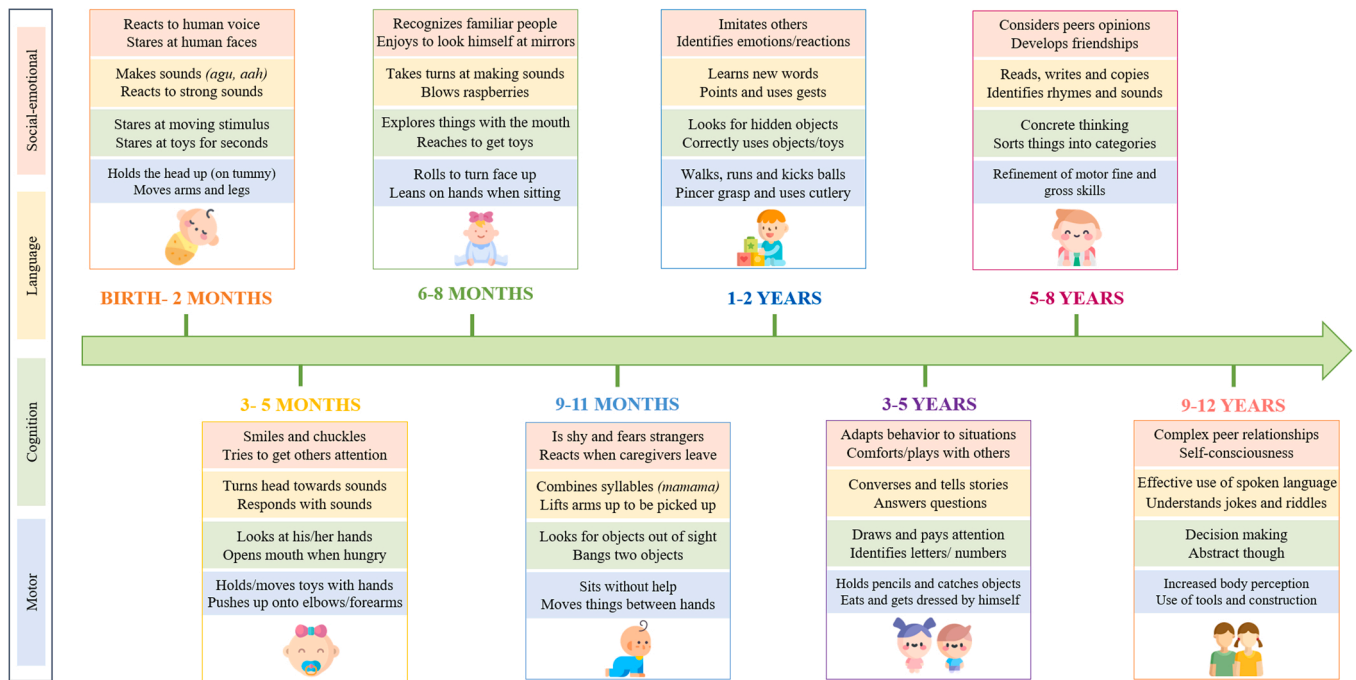 Social-emotional
Language
Cognition
Motor
Reacts to human voice
Stares at human faces
Makes sounds (agu, aah)
Reacts to strong sounds
Stares at moving stimulus
Stares at toys for seconds
Holds the head up (on tummy)
Moves arms and legs
BIRTH- 2 MONTHS
Recognizes familiar people
Enjoys to look himself at mirrors
Takes turns at making sounds
Blows raspberries
Explores things with the mouth
Reaches to get toys
Rolls to turn face up
Leans on hands when sitting
6-8 MONTHS
Imitates others
Identifies emotions/reactions
Learns new words
Points and uses gests
Looks for hidden objects
Correctly uses objects/toys
Walks, runs and kicks balls
Pincer grasp and uses cutlery
1-2 YEARS
Considers peers opinions
Develops friendships
Reads, writes and copies
Identifies rhymes and sounds
Concrete thinking
Sorts things into categories
Refinement of motor fine and
gross skills
5-8 YEARS
3- 5 MONTHS
Smiles and chuckles
Tries to get others attention
Turns head towards sounds
Responds with sounds
Looks at his/her hands
Opens mouth when hungry
Holds/moves toys with hands
Pushes up onto elbows/forearms
9-11 MONTHS
Is shy and fears strangers
Reacts when caregivers leave
Combines syllables (mamama)
Lifts arms up to be picked up
Looks for objects out of sight
Bangs two objects
Sits without help
Moves things between hands
3-5 YEARS
Adapts behavior to situations
Comforts/plays with others
Converses and tells stories
Answers questions
Draws and pays attention
Identifies letters/ numbers
Holds pencils and catches objects
Eats and gets dressed by himself
9-12 YEARS
Complex peer relationships
Self-consciousness
Effective use of spoken language
Understands jokes and riddles
Decision making
Abstract though
Increased body perception
Use of tools and construction